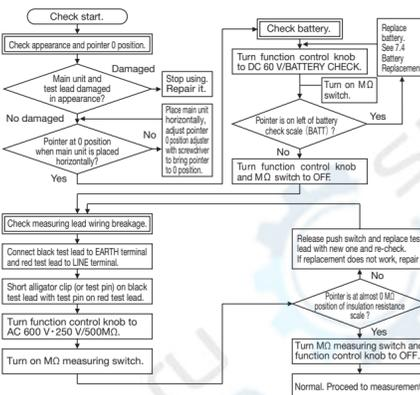 Check start.
Check appearance and pointer 0 position.
Main unit and
test lead damaged
in appearance?
Damaged
Stop using.
Repair it.
No damaged
Pointer at 0 position
when main unit is placed
horizontally?
No
Place main unit
horizontally,
adjust pointer
0 position adjuster
with screwdriver
to bring pointer
to 0 position.
Yes
Check battery.
Turn function control knob
to DC 60 V/BATTERY CHECK.
Turn on MΩ
switch.
Replace
battery.
See 7.4
Battery
Replacement
Pointer is on left of battery
check scale (BATT) ?
Yes
No
Turn function control knob
and MΩ switch to OFF.
Check measuring lead wiring breakage.
Connect black test lead to EARTH terminal
and red test lead to LINE terminal.
Short alligator clip (or test pin) on black
test lead with test pin on red test lead.
Turn function control knob to
AC 600 V•250 V/500MΩ.
Turn on MΩ measuring switch.
Release push switch and replace test
lead with new one and re-check.
If replacement does not work, repair
No
Pointer is at almost 0 MΩ
position of insulation resistance
scale ?
Yes
Turn MΩ measuring switch and
function control knob to OFF.
Normal. Proceed to measurement